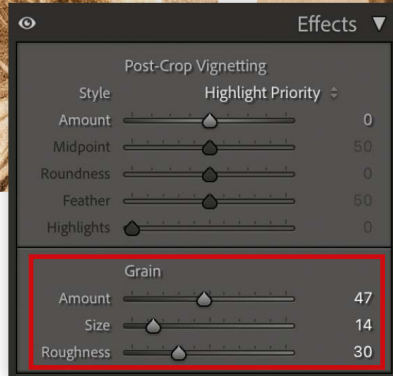 Effects ▼
Post-Crop Vignetting
Style Highlight Priority
Amount 0
Midpoint 50
Roundness 0
Feather 50
Highlights 0
Grain
Amount 47
Size 14
Roughness 30